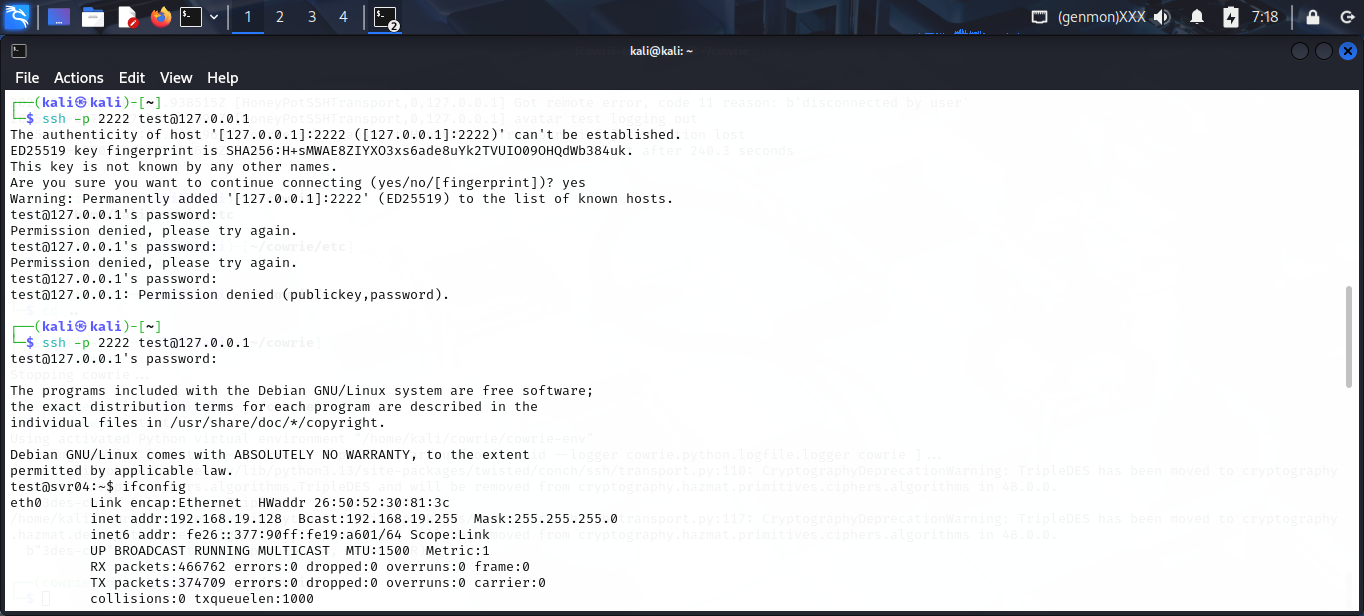 1 2 3 4 2 (genmon)XXX 7:18
kali@kali: ~
File Actions Edit View Help
(kali㉿kali)-[~]
$ ssh -p 2222 test@127.0.0.1
The authenticity of host '[127.0.0.1]:2222 ([127.0.0.1]:2222)' can't be established.
ED25519 key fingerprint is SHA256:H+sMWAE8ZIYXO3xs6ade8uYk2TVUIO09OHQdWb384uk.
This key is not known by any other names.
Are you sure you want to continue connecting (yes/no/[fingerprint])? yes
Warning: Permanently added '[127.0.0.1]:2222' (ED25519) to the list of known hosts.
test@127.0.0.1's password:
Permission denied, please try again.
test@127.0.0.1's password:
Permission denied, please try again.
test@127.0.0.1's password:
test@127.0.0.1: Permission denied (publickey,password).
(kali㉿kali)-[~]
$ ssh -p 2222 test@127.0.0.1
test@127.0.0.1's password:
The programs included with the Debian GNU/Linux system are free software;
the exact distribution terms for each program are described in the
individual files in /usr/share/doc/*/copyright.
Debian GNU/Linux comes with ABSOLUTELY NO WARRANTY, to the extent
permitted by applicable law.
test@svr04:~$ ifconfig
eth0 Link encap:Ethernet HWaddr 26:50:52:30:81:3c
inet addr:192.168.19.128 Bcast:192.168.19.255 Mask:255.255.255.0
inet6 addr: fe26::377:90ff:fe19:a601/64 Scope:Link
UP BROADCAST RUNNING MULTICAST MTU:1500 Metric:1
RX packets:466762 errors:0 dropped:0 overruns:0 frame:0
TX packets:374709 errors:0 dropped:0 overruns:0 carrier:0
collisions:0 txqueuelen:1000